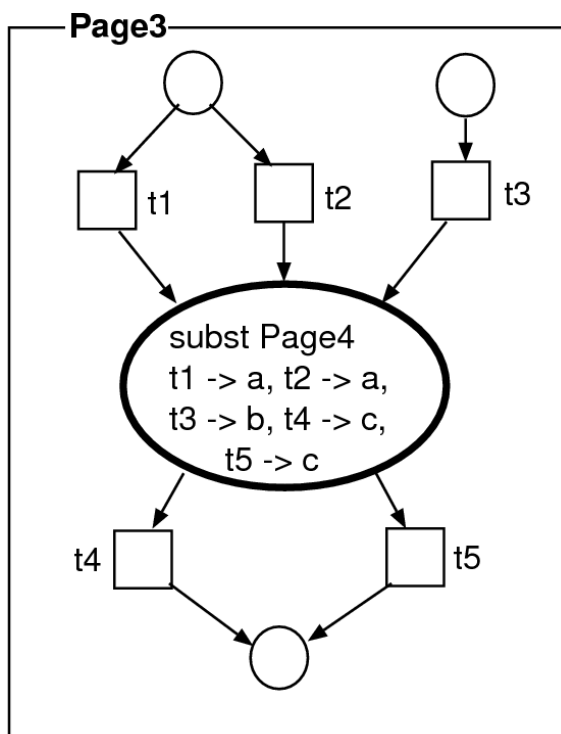 Page3
t1
t2
t3
subst Page4
t1 -> a, t2 -> a,
t3 -> b, t4 -> c,
t5 -> c
t4
t5